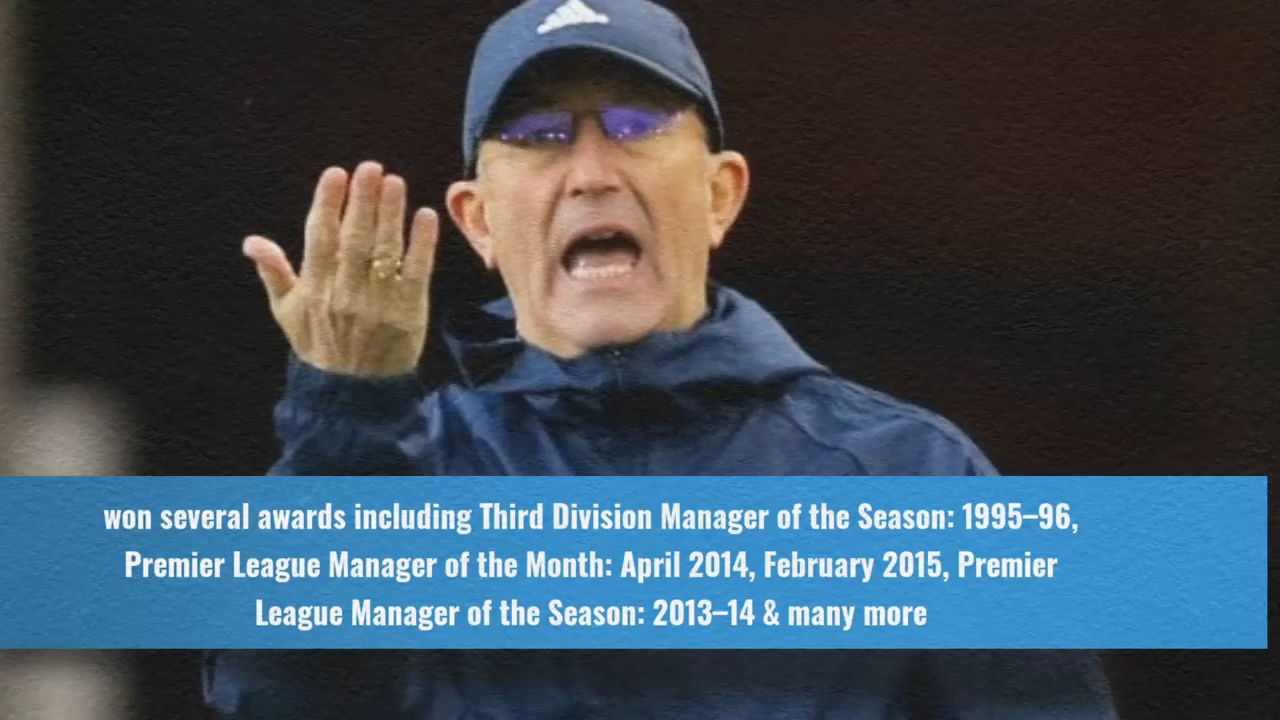 won several awards including Third Division Manager of the Season: 1995–96,
Premier League Manager of the Month: April 2014, February 2015, Premier
League Manager of the Season: 2013–14 & many more